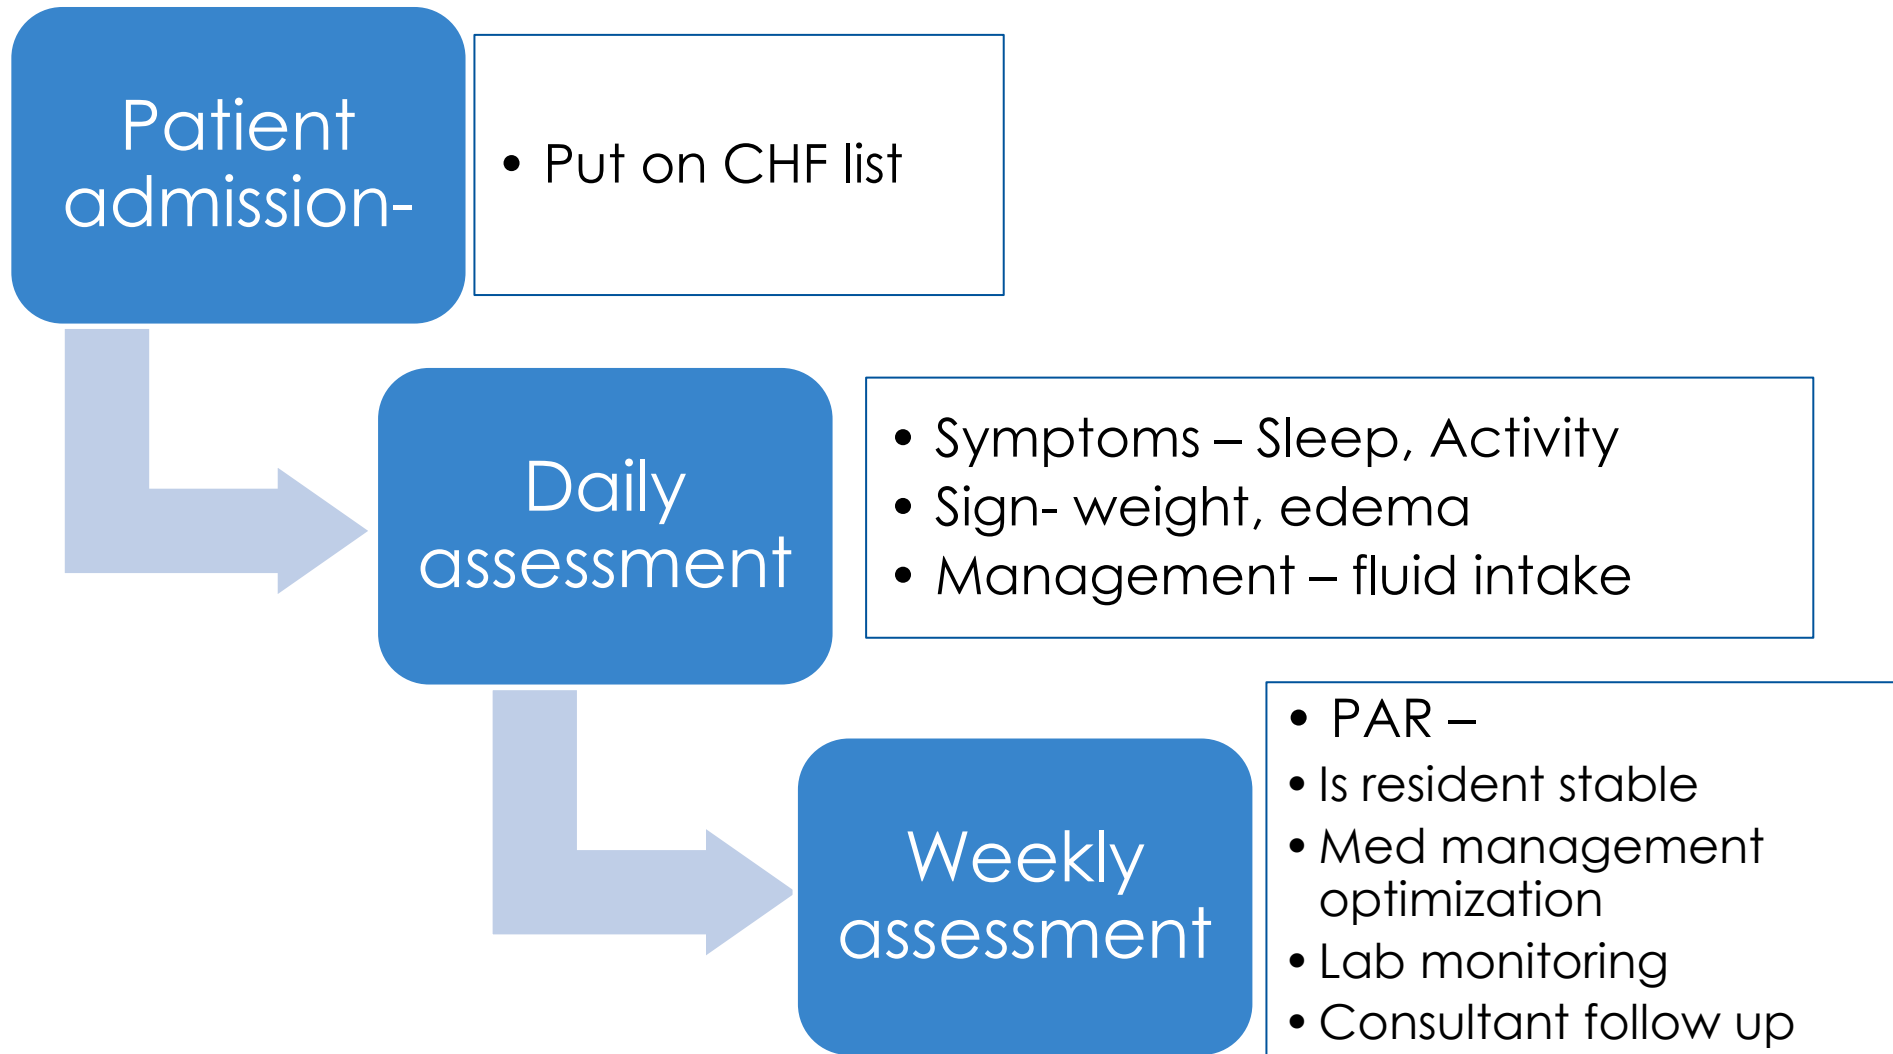 Patient
admission-
• Put on CHF list
Daily
assessment
• Symptoms – Sleep, Activity
• Sign- weight, edema
• Management – fluid intake
Weekly
assessment
• PAR –
• Is resident stable
• Med management
optimization
• Lab monitoring
• Consultant follow up